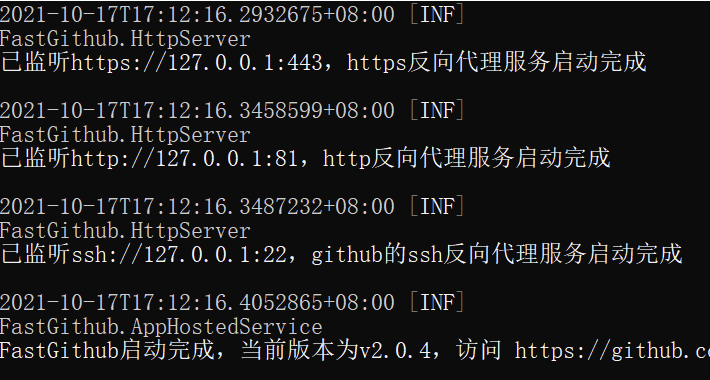 2021-10-17T17:12:16.2932675+08:00 [INF]
FastGithub.HttpServer
已监听https://127.0.0.1:443，https反向代理服务启动完成
2021-10-17T17:12:16.3458599+08:00 [INF]
FastGithub.HttpServer
已监听http://127.0.0.1:81，http反向代理服务启动完成
2021-10-17T17:12:16.3487232+08:00 [INF]
FastGithub.HttpServer
已监听ssh://127.0.0.1:22，github的ssh反向代理服务启动完成
2021-10-17T17:12:16.4052865+08:00 [INF]
FastGithub.AppHostedService
FastGithub启动完成，当前版本为v2.0.4，访问 https://github.c